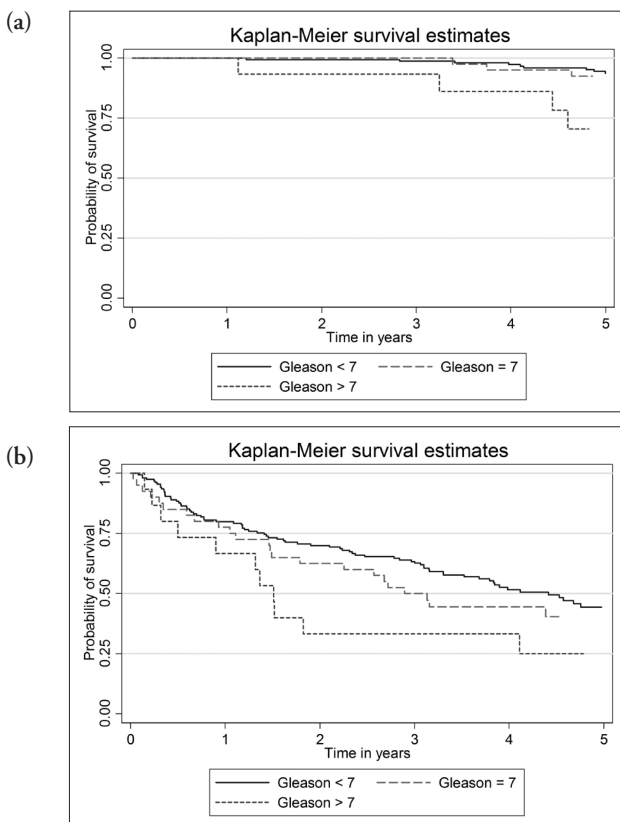 (a)
Kaplan-Meier survival estimates
Probability of survival
1.00
0.75
0.50
0.25
0.00
0 1 2 3 4 5
Time in years
Gleason < 7 Gleason = 7
Gleason > 7
(b)
Kaplan-Meier survival estimates
Probability of survival
1.00
0.75
0.50
0.25
0.00
0 1 2 3 4 5
Time in years
Gleason < 7 Gleason = 7
Gleason > 7